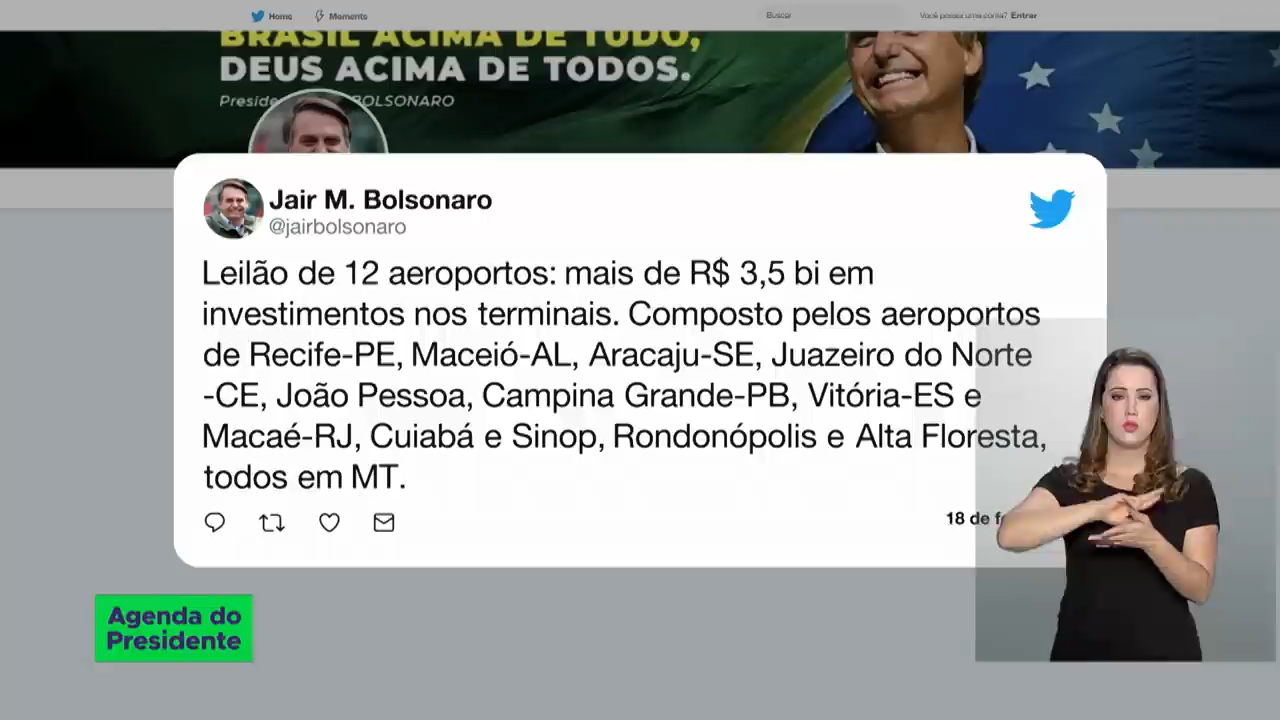 Home Moments Buscar Você possui uma conta? Entrar
BRASIL ACIMA DE TUDO,
DEUS ACIMA DE TODOS.
BOLSONARO
Jair M. Bolsonaro
@jairbolsonaro
Leilão de 12 aeroportos: mais de R$ 3,5 bi em
investimentos nos terminais. Composto pelos aeroportos
de Recife-PE, Maceió-AL, Aracaju-SE, Juazeiro do Norte
-CE, João Pessoa, Campina Grande-PB, Vitória-ES e
Macaé-RJ, Cuiabá e Sinop, Rondonópolis e Alta Floresta,
todos em MT.
18 de
Agenda do
Presidente